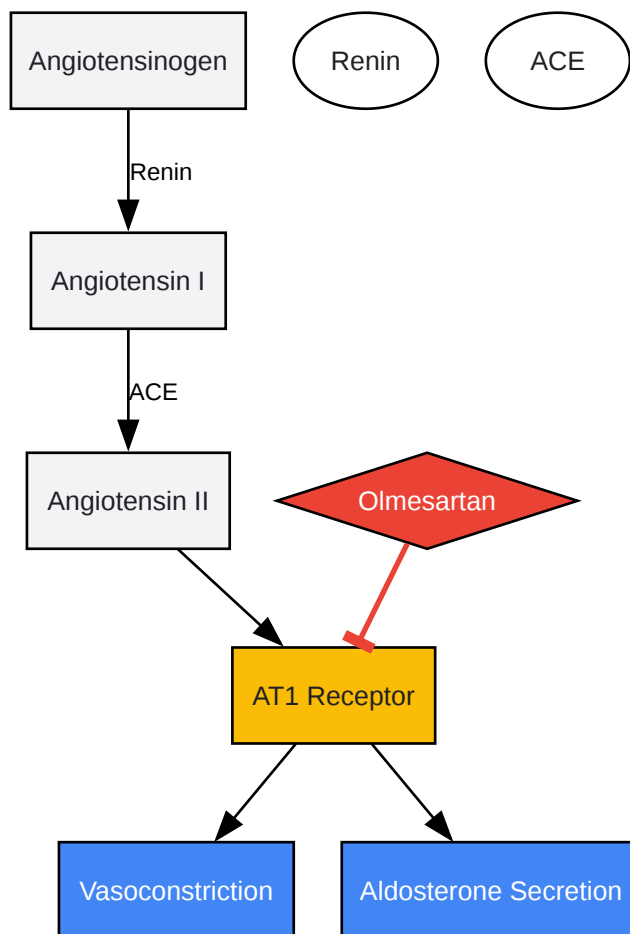 Angiotensinogen
Renin
ACE
Renin
Angiotensin I
ACE
Angiotensin II
Olmesartan
AT1 Receptor
Vasoconstriction
Aldosterone Secretion